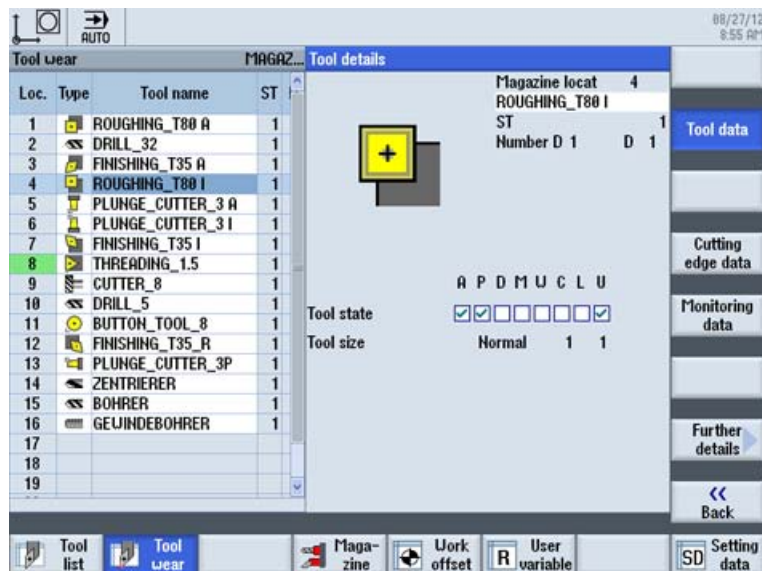 AUTO
08/27/12
8:55 AM
Tool wear MAGAZ...
Loc. Type Tool name ST
1 ROUGHING_T80 A 1
2 DRILL_32 1
3 FINISHING_T35 A 1
4 ROUGHING_T80 I 1
5 PLUNGE_CUTTER_3 A 1
6 PLUNGE_CUTTER_3 I 1
7 FINISHING_T35 I 1
8 THREADING_1.5 1
9 CUTTER_8 1
10 DRILL_5 1
11 BUTTON_TOOL_8 1
12 FINISHING_T35_R 1
13 PLUNGE_CUTTER_3P 1
14 ZENTRIERER 1
15 BOHRER 1
16 GEWINDEBOHRER 1
17
18
19
Tool details
Magazine locat 4
ROUGHING_T80 I
ST 1
Number D 1 D 1
A P D M W C L U
Tool state
Tool size Normal 1 1
Tool data
Cutting
edge data
Monitoring
data
Further
details
<<
Back
Tool
list
Tool
wear
Maga-
zine
Work
offset
R User
variable
SD Setting
data